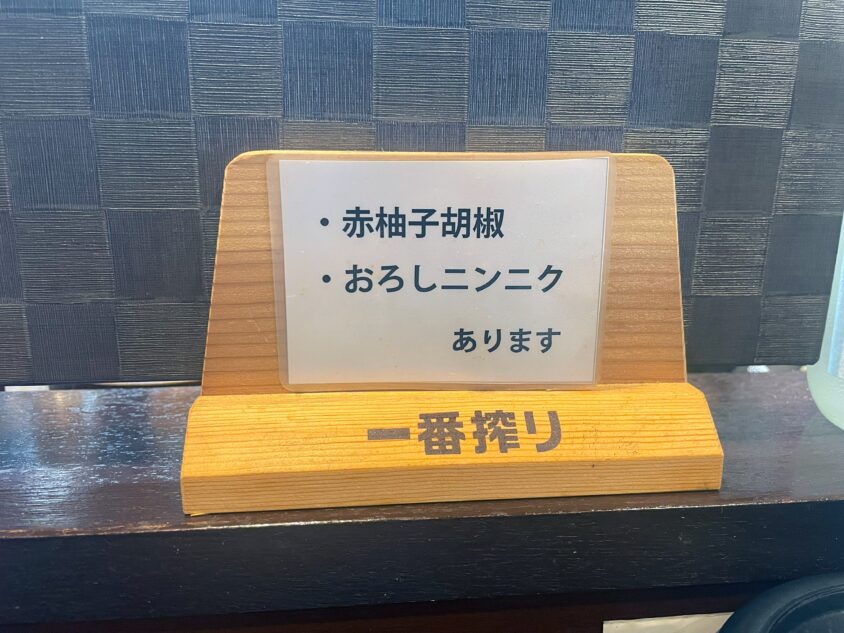 ・赤柚子胡椒
・おろしニンニク
あります
一番搾り